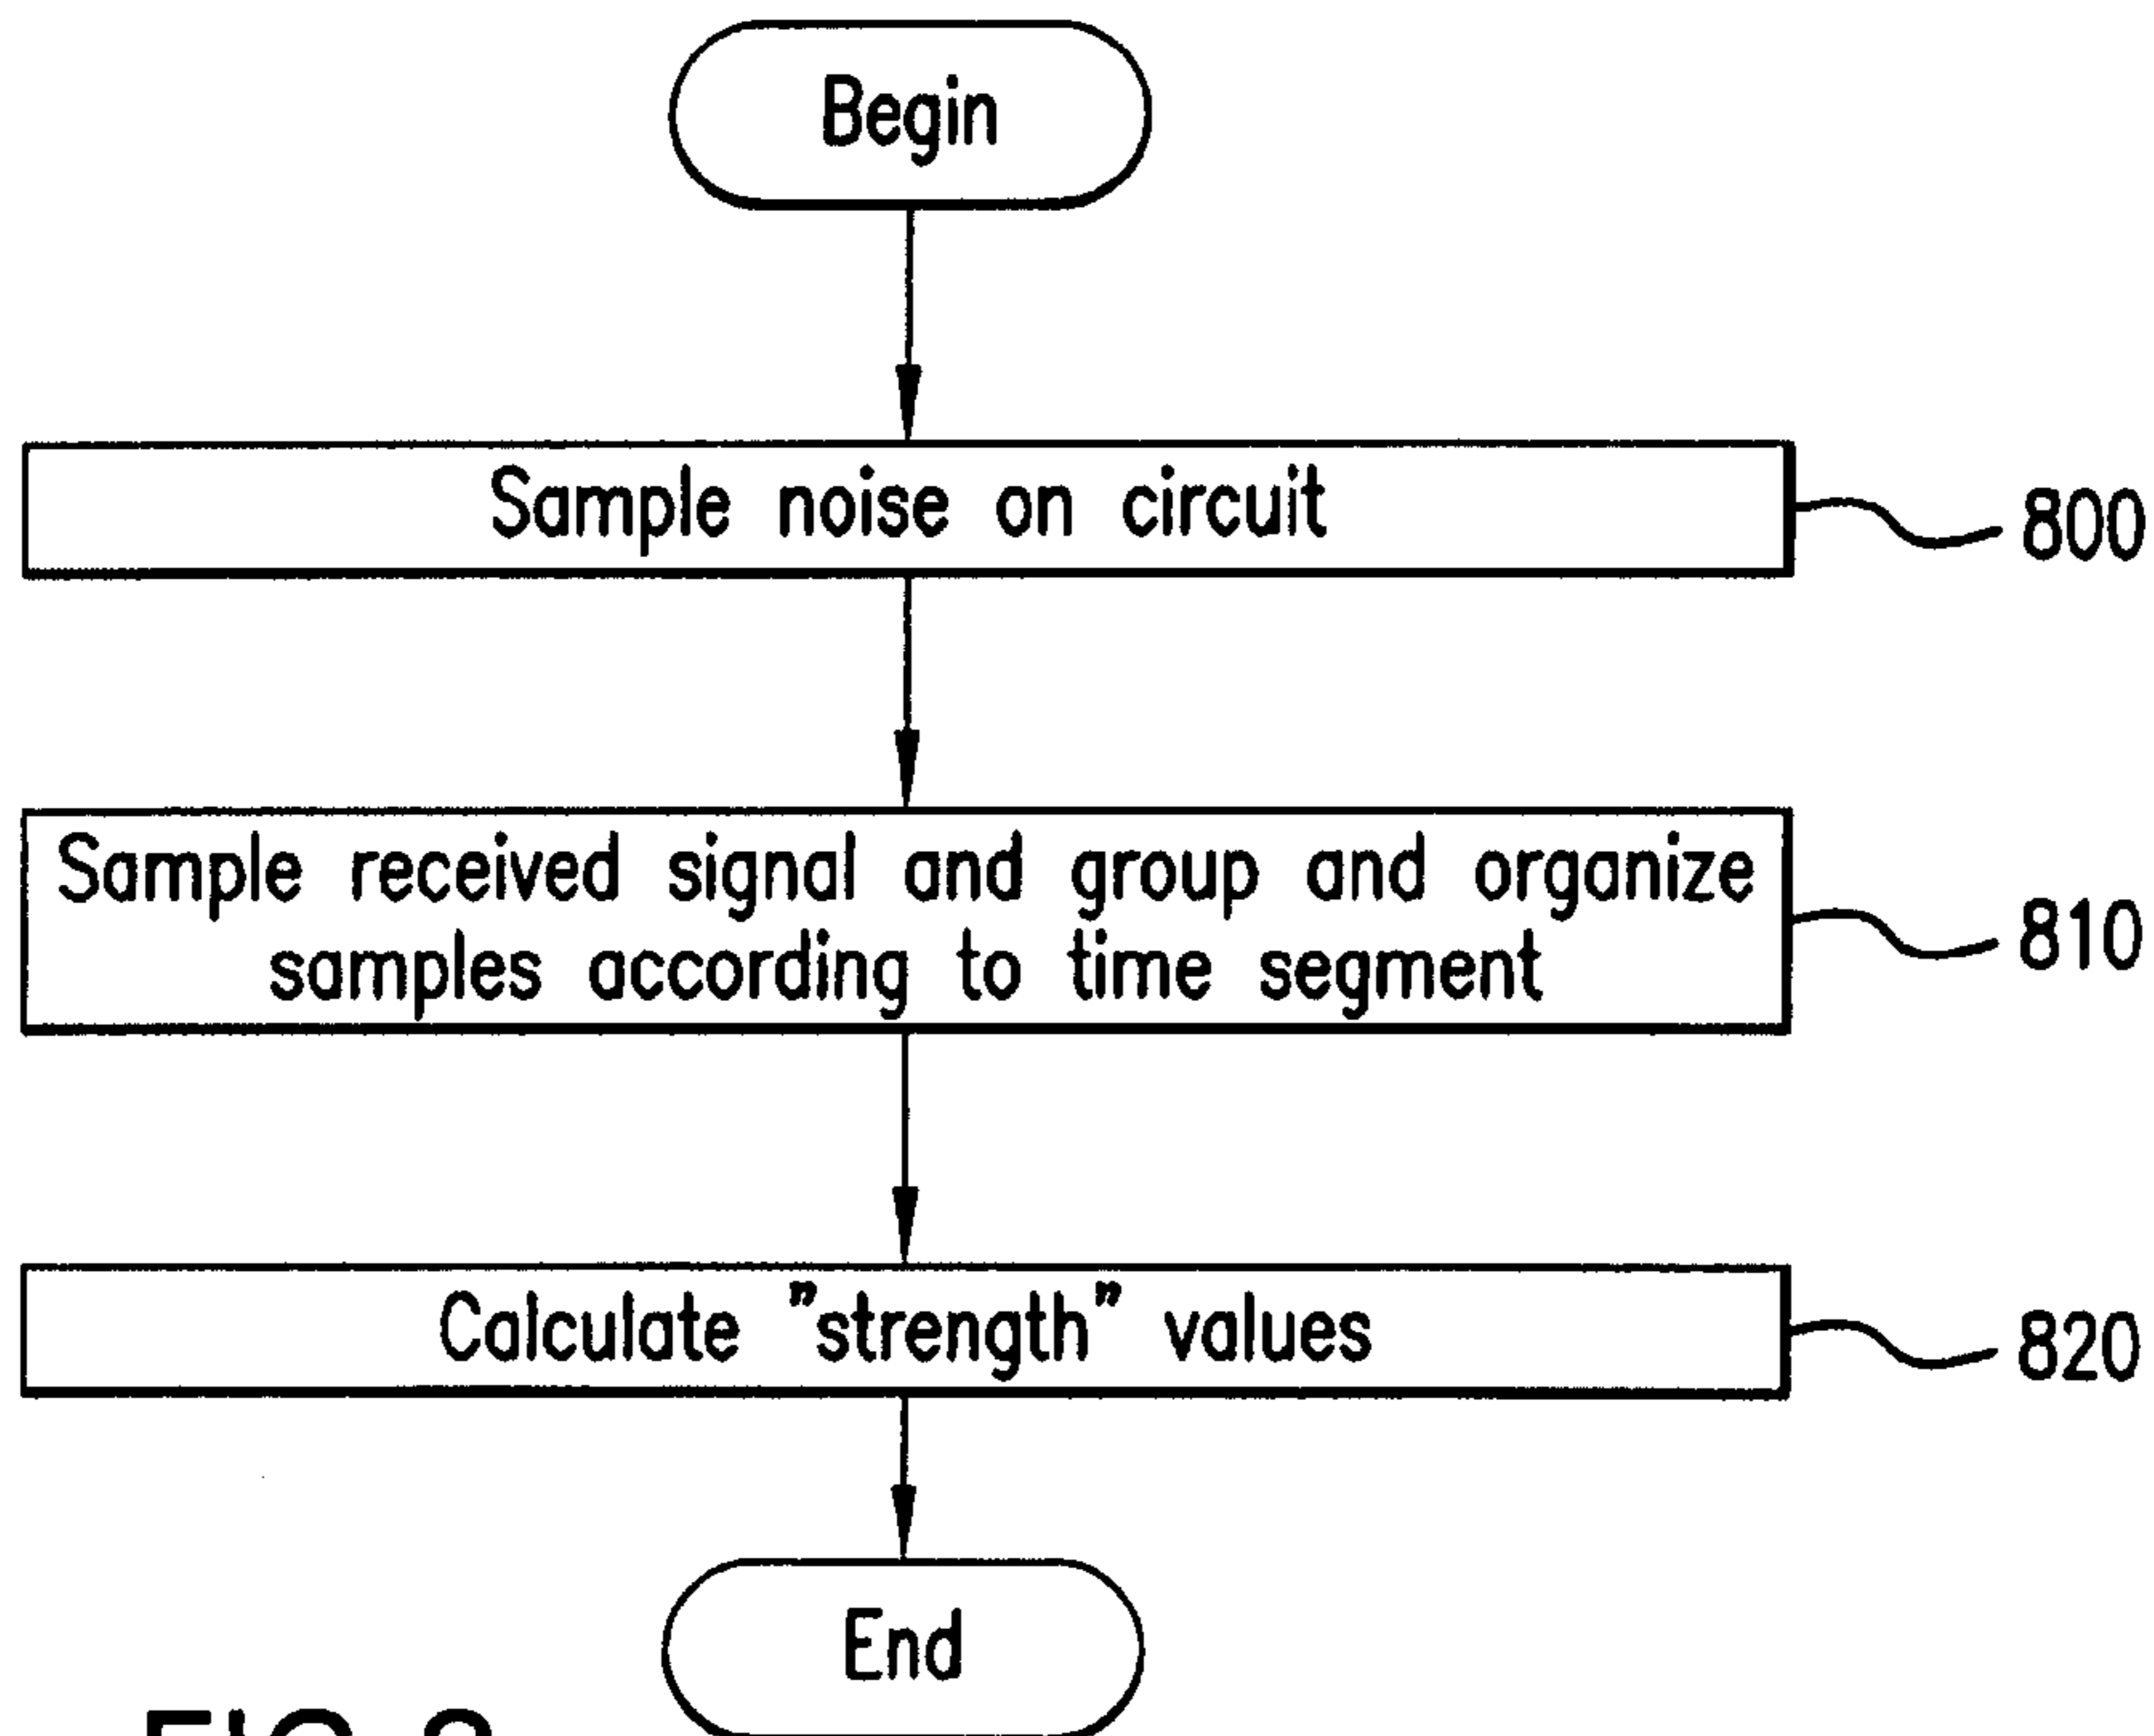 Begin
Sample noise on circuit
800
Sample received signal and group and organize
samples according to time segment
810
Calculate "strength" values
820
End